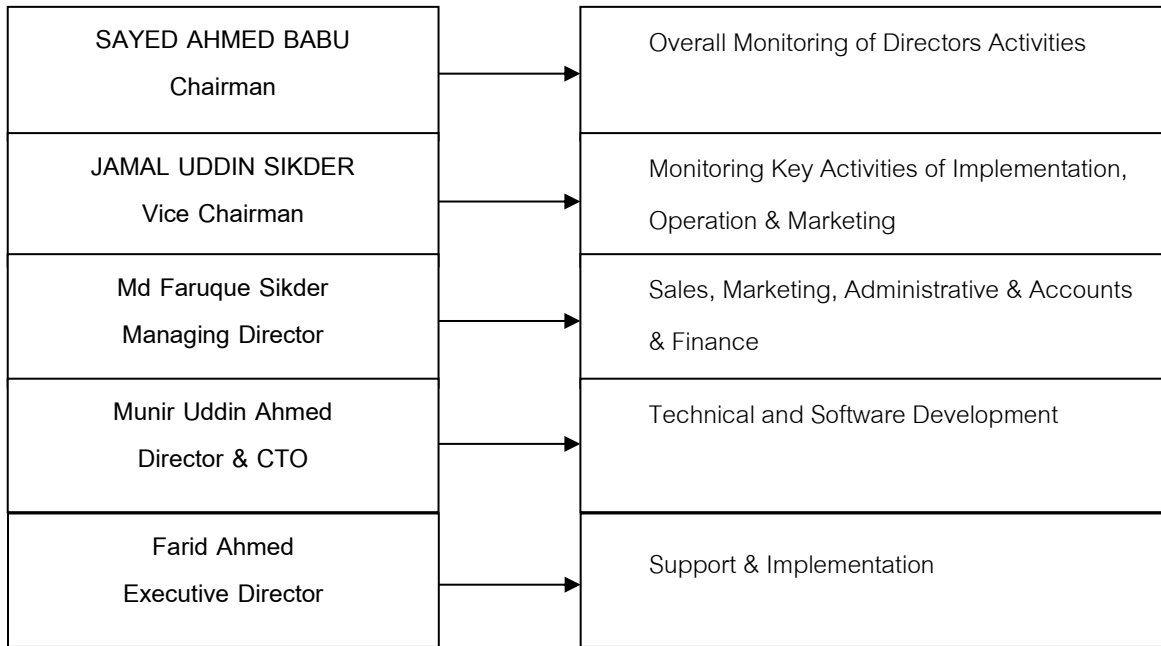 SAYED AHMED BABU
Chairman
Overall Monitoring of Directors Activities
JAMAL UDDIN SIKDER
Vice Chairman
Monitoring Key Activities of Implementation,
Operation & Marketing
Md Faruque Sikder
Managing Director
Sales, Marketing, Administrative & Accounts
& Finance
Munir Uddin Ahmed
Director & CTO
Technical and Software Development
Farid Ahmed
Executive Director
Support & Implementation